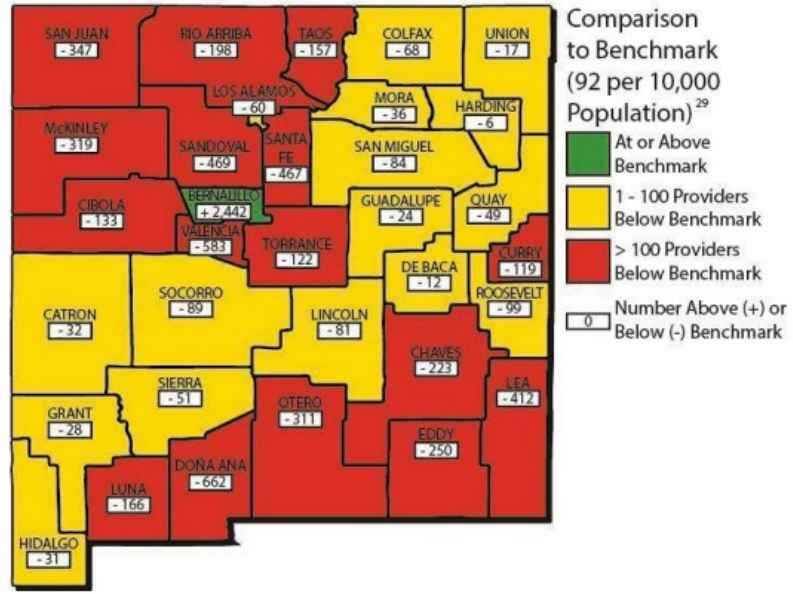 SAN JUAN
- 347
RIO ARRIBA
- 198
TAOS
- 157
COLFAX
- 68
UNION
- 17
LOS ALAMOS
- 60
MORA
- 36
HARDING
- 6
McKINLEY
- 319
SANDOVAL
- 469
SANTA
FE
- 467
SAN MIGUEL
- 84
CIBOLA
- 133
BERNALILLO
+ 2,442
GUADALUPE
- 24
QUAY
- 49
VALENCIA
- 583
TORRANCE
- 122
CURRY
- 119
DE BACA
- 12
ROOSEVELT
- 99
CATRON
- 32
SOCORRO
- 89
LINCOLN
- 81
CHAVES
- 223
SIERRA
- 51
LEA
- 412
GRANT
- 28
OTERO
- 311
EDDY
- 250
DOÑA ANA
- 662
LUNA
- 166
HIDALGO
- 31
Comparison
to Benchmark
(92 per 10,000
Population) 29
At or Above
Benchmark
1 - 100 Providers
Below Benchmark
> 100 Providers
Below Benchmark
0
Number Above (+) or
Below (-) Benchmark